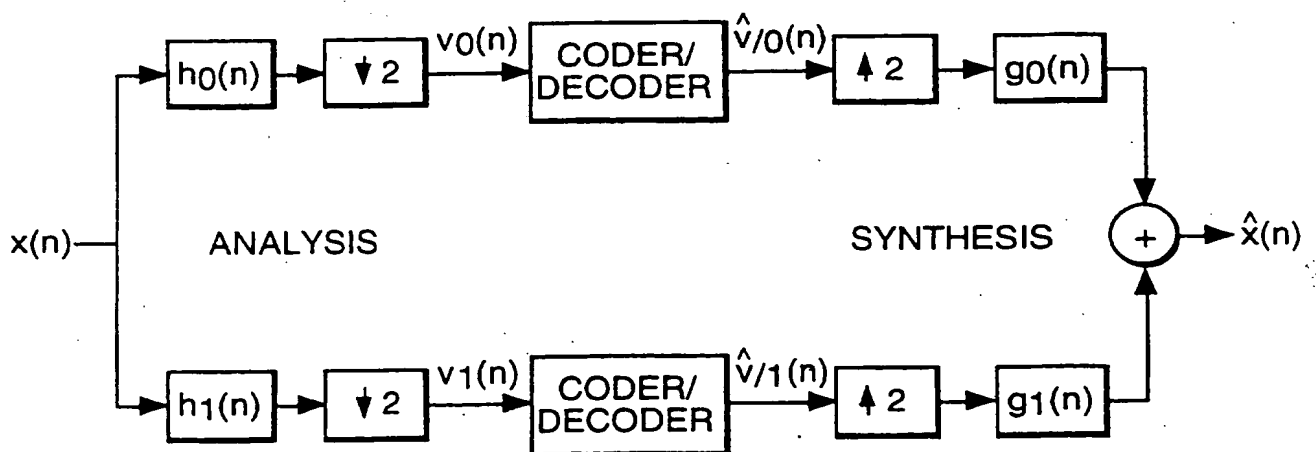 h0(n)
↓ 2
v0(n)
CODER/
DECODER
v̂/0(n)
↑ 2
g0(n)
x(n)
ANALYSIS
SYNTHESIS
+
x̂(n)
h1(n)
↓ 2
v1(n)
CODER/
DECODER
v̂/1(n)
↑ 2
g1(n)